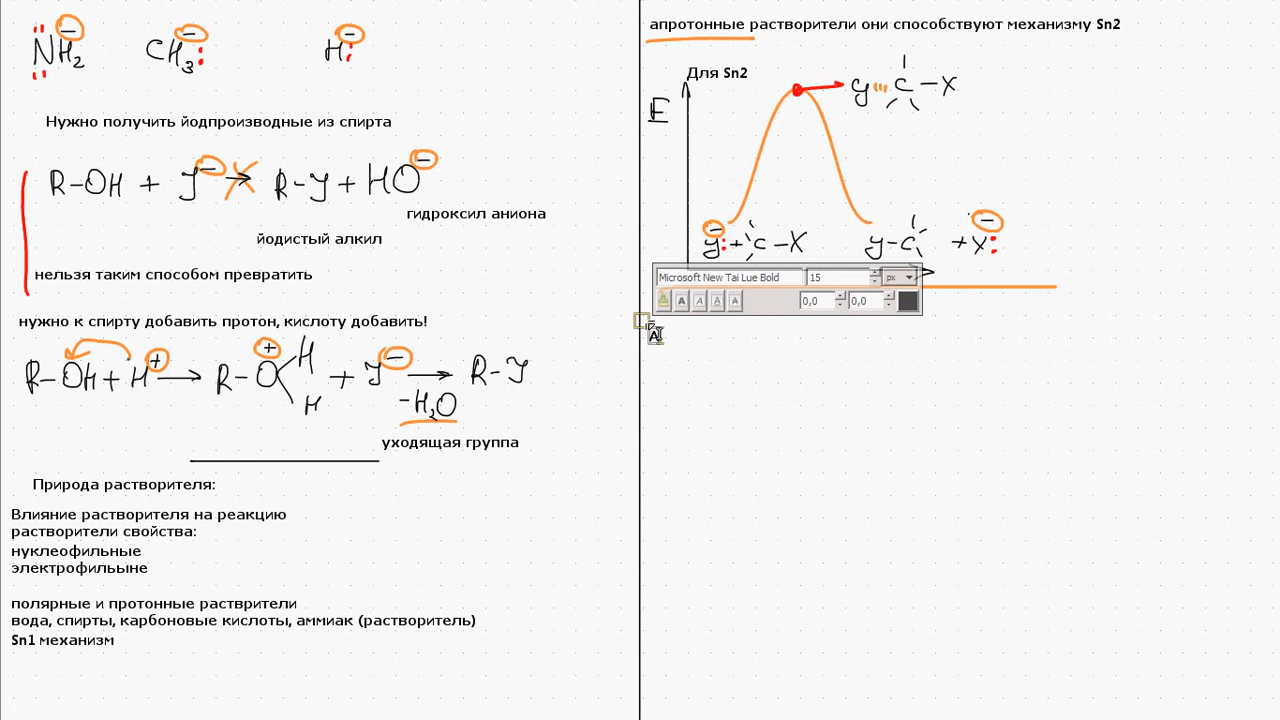 NH2⁻ CH3⁻ H⁻
Нужно получить йодпроизводные из спирта
R-OH + J⁻ → R-J + HO⁻
гидроксил аниона
йодистый алкил
нельзя таким способом превратить
нужно к спирту добавить протон, кислоту добавить!
R-OH + H⁺ → R-O⁺ H H + J⁻ → R-J
-H2O
уходящая группа
Природа растворителя:
Влияние растворителя на реакцию
растворители свойства:
нуклеофильные
электрофильыне
полярные и протонные растврители
вода, спирты, карбоновые кислоты, аммиак (растворитель)
Sn1 механизм
апротонные растворители они способствуют механизму Sn2
Для Sn2
E
y C - X
y⁻ + C - X y - C + X⁻
Microsoft New Tai Lue Bold 15 px
A A A A 0,0 0,0
A